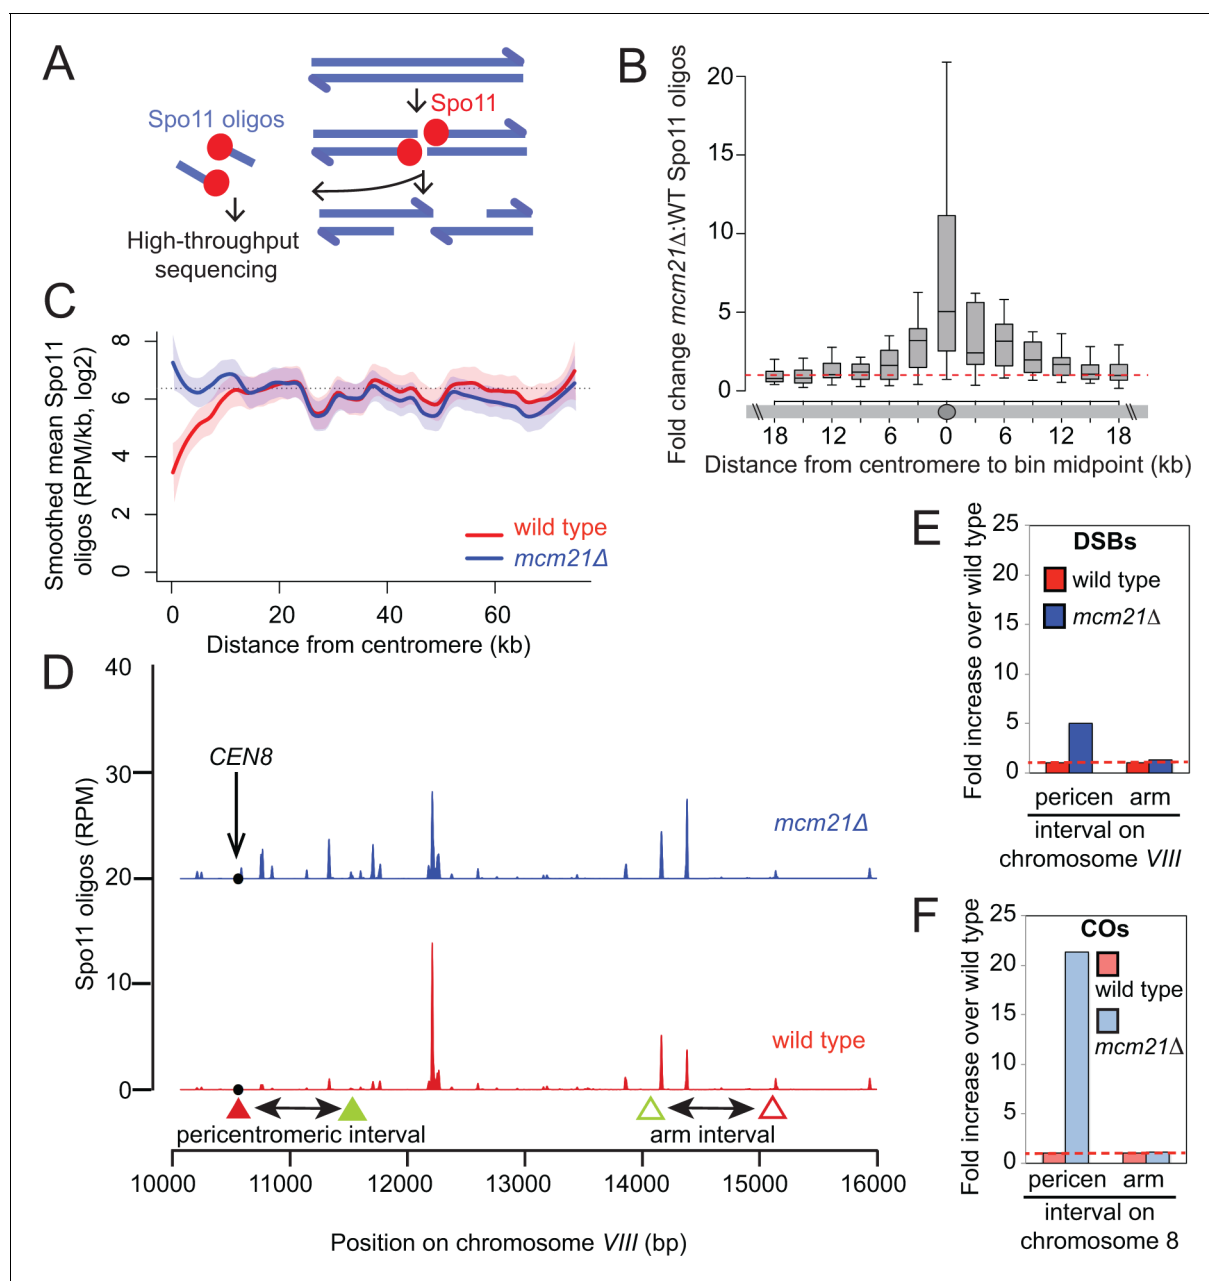 A
Spo11
Spo11 oligos
High-throughput
sequencing
B
Fold change mcm21Δ:WT Spo11 oligos
20
15
10
5
0
18 12 6 0 6 12 18
Distance from centromere to bin midpoint (kb)
C
Smoothed mean Spo11
oligos (RPM/kb, log2)
8
6
4
2
0
wild type
mcm21Δ
0 20 40 60
Distance from centromere (kb)
D
Spo11 oligos (RPM)
40
30
20
10
0
CEN8
mcm21Δ
wild type
pericentromeric interval
arm interval
10000 11000 12000 13000 14000 15000 16000
Position on chromosome VIII (bp)
E
Fold increase over wild type
25
20
15
10
5
0
DSBs
wild type
mcm21Δ
pericen arm
interval on
chromosome VIII
F
Fold increase over wild type
25
20
15
10
5
0
COs
wild type
mcm21Δ
pericen arm
interval on
chromosome 8